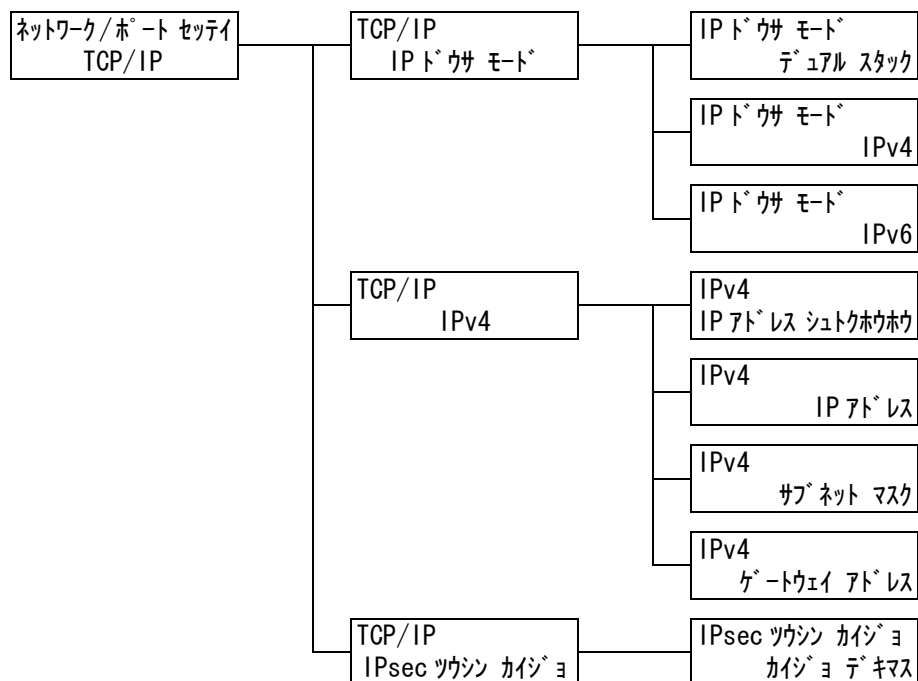 ﾈｯﾄﾜｰｸ/ﾎﾟｰﾄ ｾｯﾃｲ
TCP/IP
TCP/IP
IP ﾄﾞｳｻ ﾓｰﾄﾞ
IP ﾄﾞｳｻ ﾓｰﾄﾞ
ﾃﾞｭｱﾙ ｽﾀｯｸ
IP ﾄﾞｳｻ ﾓｰﾄﾞ
IPv4
IP ﾄﾞｳｻ ﾓｰﾄﾞ
IPv6
TCP/IP
IPv4
IPv4
IP ｱﾄﾞﾚｽ ｼｭﾄｸﾎｳﾎｳ
IPv4
IP ｱﾄﾞﾚｽ
IPv4
ｻﾌﾞﾈｯﾄ ﾏｽｸ
IPv4
ｹﾞｰﾄｳｪｲ ｱﾄﾞﾚｽ
TCP/IP
IPsec ﾂｳｼﾝ ｶｲｼﾞｮ
IPsec ﾂｳｼﾝ ｶｲｼﾞｮ
ｶｲｼﾞｮ ﾃﾞｷﾏｽ